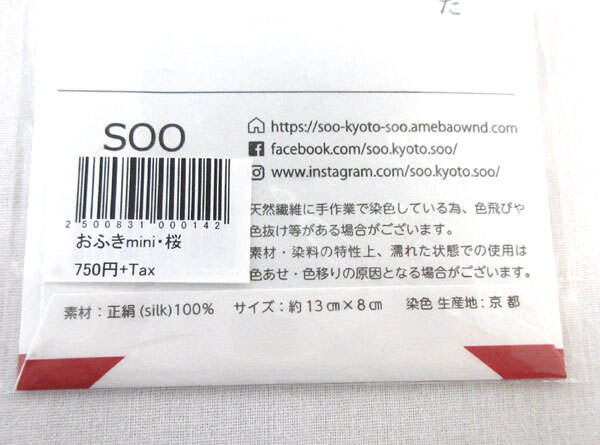 た
SOO
https://soo-kyoto-soo.amebaownd.com
facebook.com/soo.kyoto.soo/
www.instagram.com/soo.kyoto.soo/
2500831000142
おふきmini・桜
750円+Tax
天然繊維に手作業で染色している為、色飛びや
色抜け等がある場合がございます。
素材・染料の特性上、濡れた状態での使用は
色あせ・色移りの原因となる場合がございます。
素材：正絹(silk)100% サイズ：約13㎝×8㎝ 染色 生産地：京都